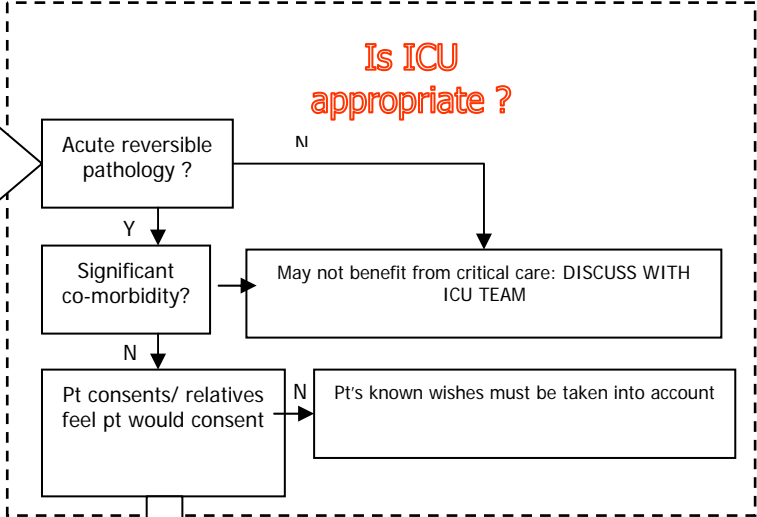 Is ICU
appropriate ?
Acute reversible
pathology ?
N
Y
Significant
co-morbidity?
May not benefit from critical care: DISCUSS WITH
ICU TEAM
N
Pt consents/ relatives
feel pt would consent
N
Pt's known wishes must be taken into account